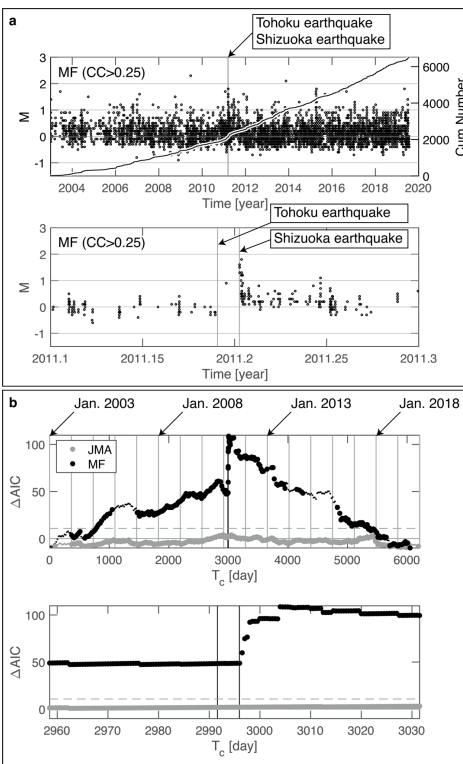 a
Tohoku earthquake
Shizuoka earthquake
MF (CC>0.25)
3
2
1
0
-1
M
6000
4000
2000
0
Cum Number
2004 2006 2008 2010 2012 2014 2016 2018 2020
Time [year]
Tohoku earthquake
Shizuoka earthquake
MF (CC>0.25)
3
2
1
0
-1
M
2011.1 2011.15 2011.2 2011.25 2011.3
Time [year]
b
Jan. 2003 Jan. 2008 Jan. 2013 Jan. 2018
JMA
MF
100
50
0
ΔAIC
0 1000 2000 3000 4000 5000 6000
Tc [day]
100
50
0
ΔAIC
2960 2970 2980 2990 3000 3010 3020 3030
Tc [day]